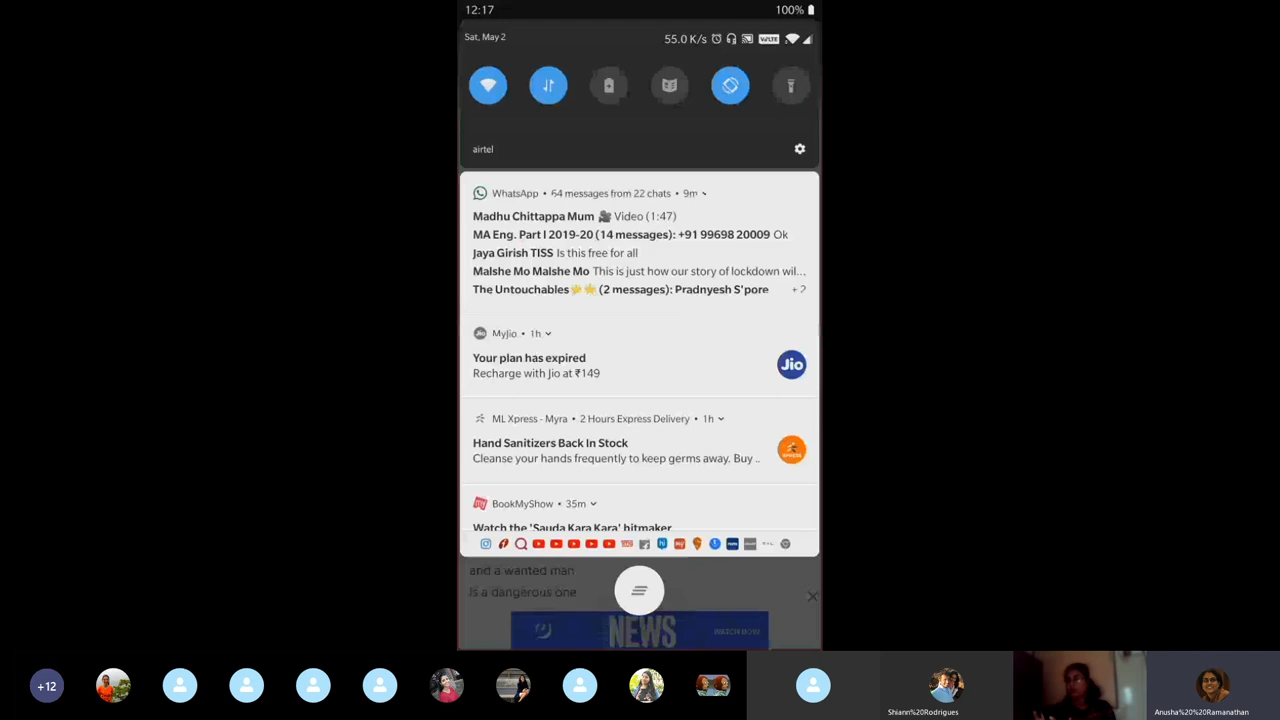 12:17
100%
Sat, May 2
55.0 K/s
VoLTE
airtel
WhatsApp • 64 messages from 22 chats • 9m
Madhu Chittappa Mum 🎥 Video (1:47)
MA Eng. Part I 2019-20 (14 messages): +91 99698 20009 Ok
Jaya Girish TISS Is this free for all
Malshe Mo Malshe Mo This is just how our story of lockdown wil...
The Untouchables🌟🌟 (2 messages): Pradnyesh S'pore + 2
MyJio • 1h
Your plan has expired
Recharge with Jio at ₹149
Jio
ML Xpress - Myra • 2 Hours Express Delivery • 1h
Hand Sanitizers Back In Stock
Cleanse your hands frequently to keep germs away. Buy ..
XPRESS
BookMyShow • 35m
Watch the 'Sauda Kara Kara' hitmaker
and a wanted man
Is a dangerous one
NEWS
WATCH NOW
+12
Shiann%20Rodrigues
Anusha%20%20Ramanathan